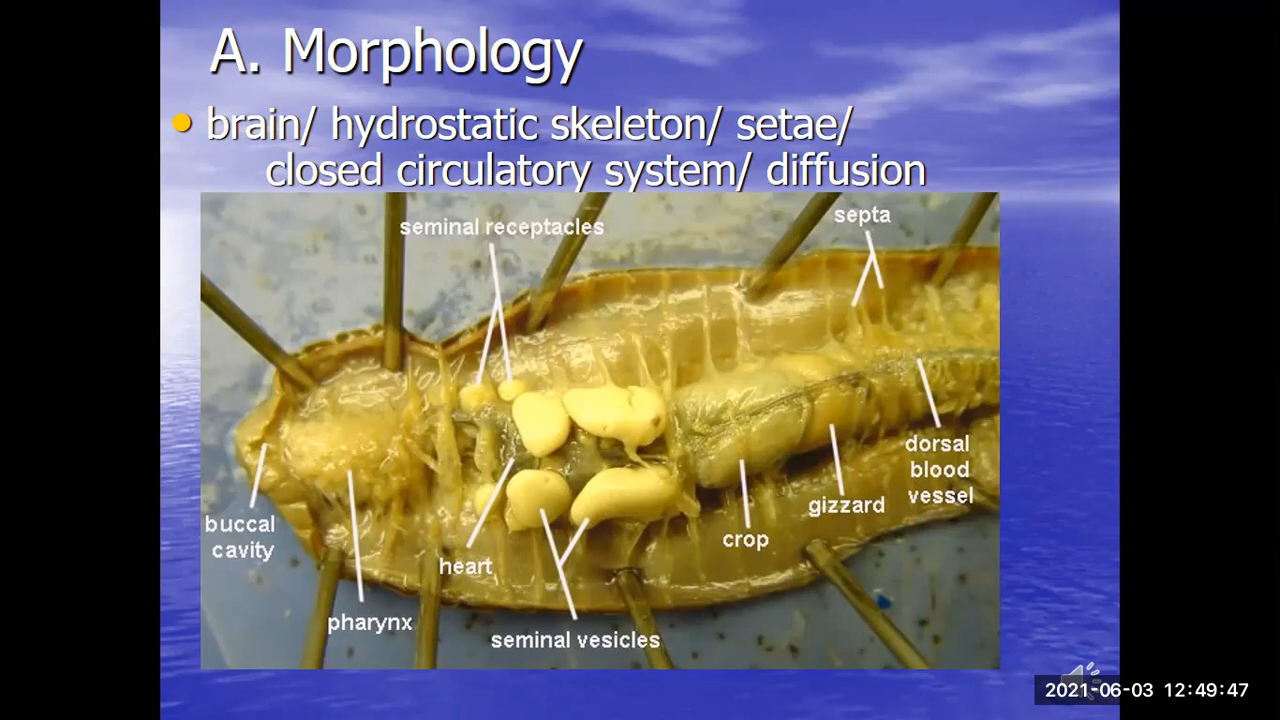 A. Morphology
brain/ hydrostatic skeleton/ setae/
closed circulatory system/ diffusion
seminal receptacles
septa
dorsal
blood
vessel
gizzard
crop
buccal
cavity
heart
pharynx
seminal vesicles
2021-06-03 12:49:47